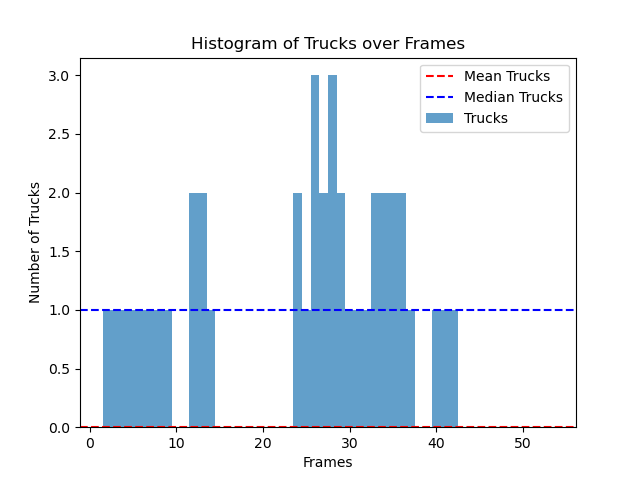 Histogram of Trucks over Frames
Mean Trucks
Median Trucks
Trucks
Number of Trucks
3.0
2.5
2.0
1.5
1.0
0.5
0.0
0 10 20 30 40 50
Frames